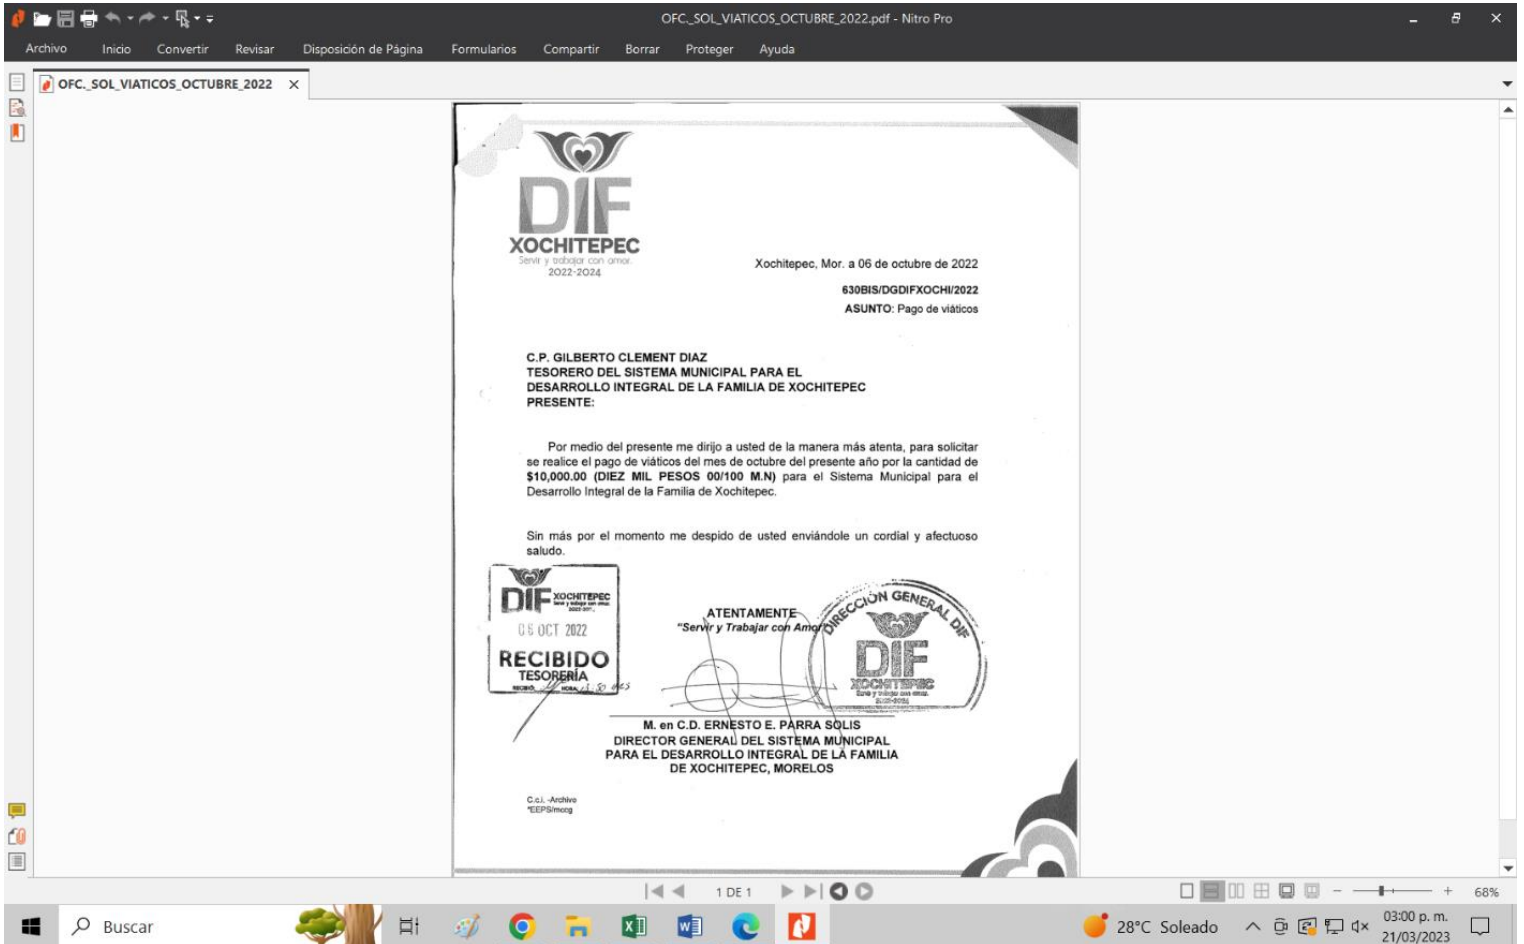 OFC._SOL_VIATICOS_OCTUBRE_2022.pdf - Nitro Pro
Archivo Inicio Convertir Revisar Disposición de Página Formularios Compartir Borrar Proteger Ayuda
OFC._SOL_VIATICOS_OCTUBRE_2022
DIF
XOCHITEPEC
Servir y trabajar con amor.
2022-2024
Xochitepec, Mor. a 06 de octubre de 2022
630BIS/DGDIFXOCHI/2022
ASUNTO: Pago de viáticos
C.P. GILBERTO CLEMENT DIAZ
TESORERO DEL SISTEMA MUNICIPAL PARA EL
DESARROLLO INTEGRAL DE LA FAMILIA DE XOCHITEPEC
PRESENTE:
Por medio del presente me dirijo a usted de la manera más atenta, para solicitar
se realice el pago de viáticos del mes de octubre del presente año por la cantidad de
$10,000.00 (DIEZ MIL PESOS 00/100 M.N) para el Sistema Municipal para el
Desarrollo Integral de la Familia de Xochitepec.
Sin más por el momento me despido de usted enviándole un cordial y afectuoso
saludo.
DIF XOCHITEPEC
06 OCT 2022
RECIBIDO
TESORERÍA
RECIBIÓ: HORA:
ATENTAMENTE
"Servir y Trabajar con Amor"
DIRECCIÓN GENERAL DIF
DIF
XOCHITEPEC
Servir y trabajar con amor.
2022-2024
M. en C.D. ERNESTO E. PARRA SOLIS
DIRECTOR GENERAL DEL SISTEMA MUNICIPAL
PARA EL DESARROLLO INTEGRAL DE LA FAMILIA
DE XOCHITEPEC, MORELOS
C.c.i. -Archivo
*EEPS/mccg
1 DE 1
68%
Buscar
28°C Soleado
03:00 p. m.
21/03/2023